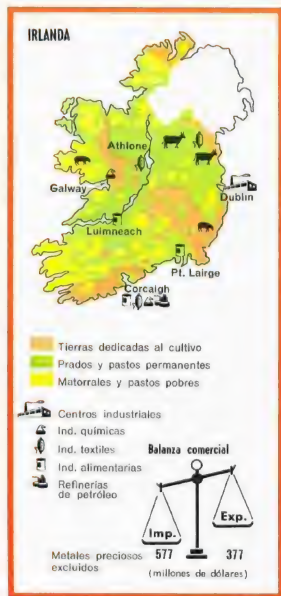 IRLANDA
Athlone
Galway
Dublin
Luimneach
Pt. Lairge
Corcaigh
Tierras dedicadas al cultivo
Prados y pastos permanentes
Matorrales y pastos pobres
Centros industriales
Ind. químicas
Ind. textiles
Ind. alimentarias
Refinerías
de petróleo
Balanza comercial
Imp.
Exp.
Metales preciosos
excluidos
577
377
(millones de dólares)